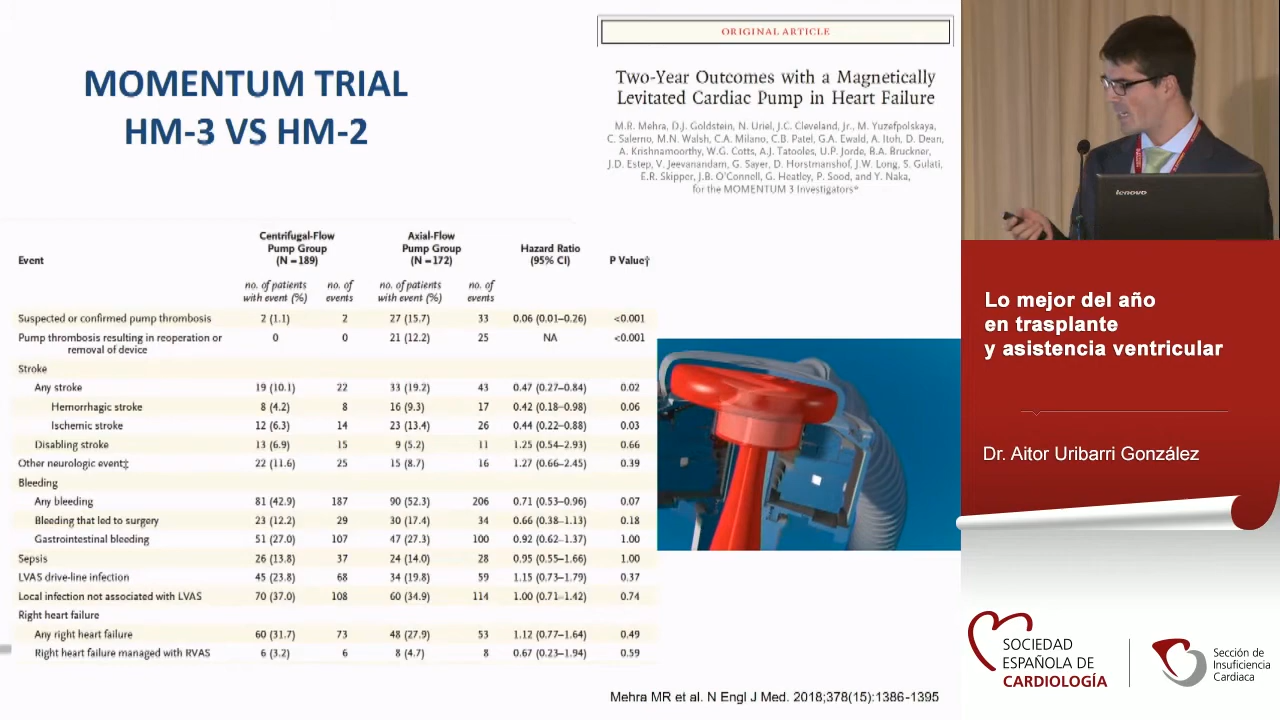 MOMENTUM TRIAL
HM-3 VS HM-2
ORIGINAL ARTICLE
Two-Year Outcomes with a Magnetically
Levitated Cardiac Pump in Heart Failure
M.R. Mehra, D.J. Goldstein, N. Uriel, J.C. Cleveland, Jr., M. Yuzefpolskaya,
C. Salerno, M.N. Walsh, C.A. Milano, C.B. Patel, G.A. Ewald, A. Itoh, D. Dean,
A. Krishnamoorthy, W.G. Cotts, A.J. Tatooles, U.P. Jorde, B.A. Bruckner,
J.D. Estep, V. Jeevanandam, G. Sayer, D. Horstmanshof, J.W. Long, S. Gulati,
E.R. Skipper, J.B. O'Connell, G. Heatley, P. Sood, and Y. Naka,
for the MOMENTUM 3 Investigators*
Event
Centrifugal-Flow
Pump Group
(N=189)
Axial-Flow
Pump Group
(N=172)
Hazard Ratio
(95% CI)
P Value†
no. of patients
with event (%)
no. of
events
no. of patients
with event (%)
no. of
events
Suspected or confirmed pump thrombosis 2 (1.1) 2 27 (15.7) 33 0.06 (0.01–0.26) <0.001
Pump thrombosis resulting in reoperation or 0 0 21 (12.2) 25 NA <0.001
removal of device
Stroke
Any stroke 19 (10.1) 22 33 (19.2) 43 0.47 (0.27–0.84) 0.02
Hemorrhagic stroke 8 (4.2) 8 16 (9.3) 17 0.42 (0.18–0.98) 0.06
Ischemic stroke 12 (6.3) 14 23 (13.4) 26 0.44 (0.22–0.88) 0.03
Disabling stroke 13 (6.9) 15 9 (5.2) 11 1.25 (0.54–2.93) 0.66
Other neurologic event‡ 22 (11.6) 25 15 (8.7) 16 1.27 (0.66–2.45) 0.39
Bleeding
Any bleeding 81 (42.9) 187 90 (52.3) 206 0.71 (0.53–0.96) 0.07
Bleeding that led to surgery 23 (12.2) 29 30 (17.4) 34 0.66 (0.38–1.13) 0.18
Gastrointestinal bleeding 51 (27.0) 107 47 (27.3) 100 0.92 (0.62–1.37) 1.00
Sepsis 26 (13.8) 37 24 (14.0) 28 0.95 (0.55–1.66) 1.00
LVAS drive-line infection 45 (23.8) 68 34 (19.8) 59 1.15 (0.73–1.79) 0.37
Local infection not associated with LVAS 70 (37.0) 108 60 (34.9) 114 1.00 (0.71–1.42) 0.74
Right heart failure
Any right heart failure 60 (31.7) 73 48 (27.9) 53 1.12 (0.77–1.64) 0.49
Right heart failure managed with RVAS 6 (3.2) 6 8 (4.7) 8 0.67 (0.23–1.94) 0.59
Mehra MR et al. N Engl J Med. 2018;378(15):1386-1395
lenovo
Lo mejor del año
en trasplante
y asistencia ventricular
Dr. Aitor Uribarri González
SOCIEDAD
ESPAÑOLA DE
CARDIOLOGÍA
Sección de
Insuficiencia
Cardiaca